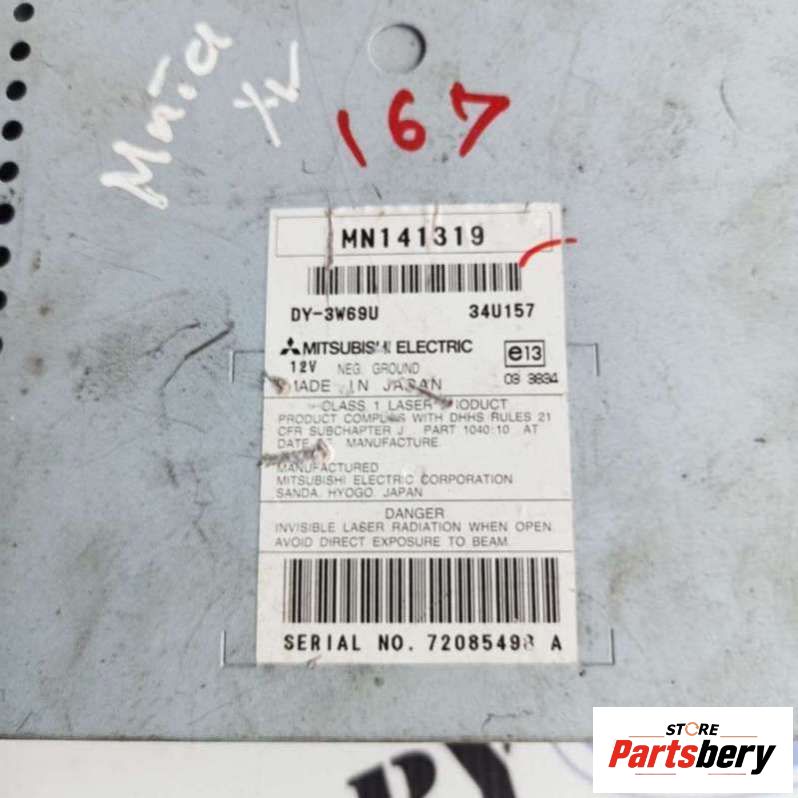 167
MN141319
DY-3W69U 34U157
MITSUBISHI ELECTRIC
12V NEG. GROUND
e13
MADE IN JAPAN
03 3834
CLASS 1 LASER PRODUCT
PRODUCT COMPLIES WITH DHHS RULES 21
CFR SUBCHAPTER J PART 1040:10 AT
DATE OF MANUFACTURE.
MANUFACTURED
MITSUBISHI ELECTRIC CORPORATION
SANDA, HYOGO, JAPAN
DANGER
INVISIBLE LASER RADIATION WHEN OPEN.
AVOID DIRECT EXPOSURE TO BEAM.
SERIAL NO. 72085498 A
STORE
Partsbery